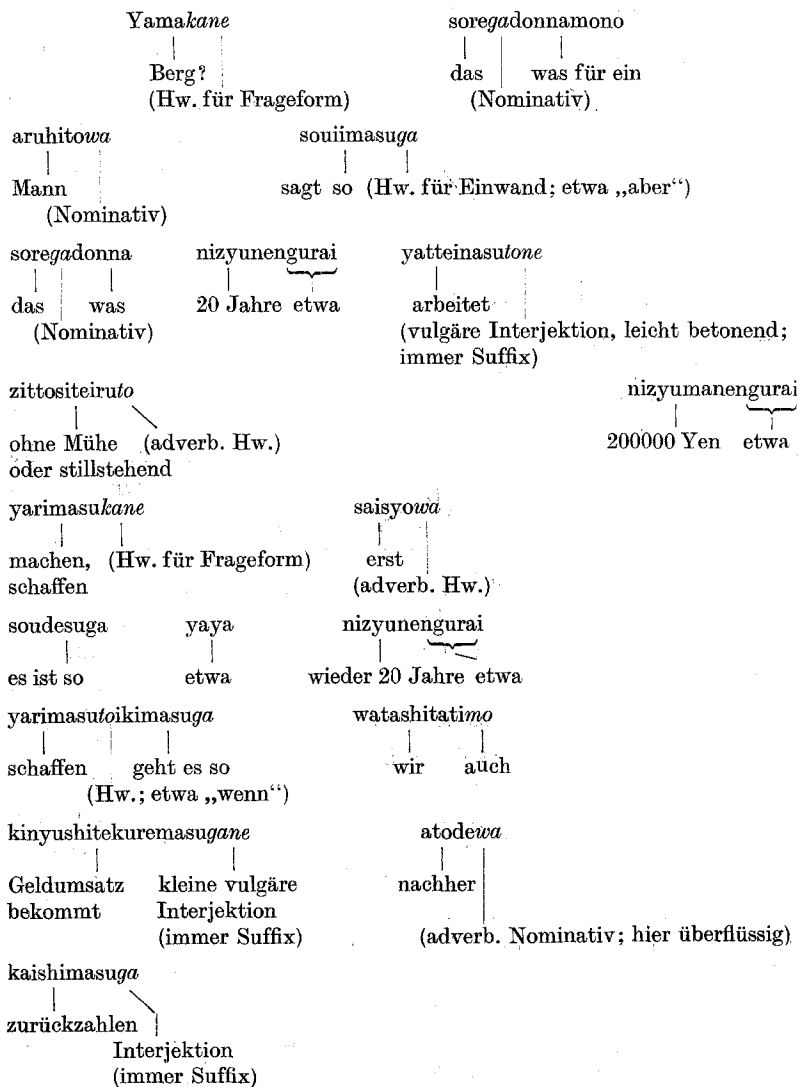 Yamakane soregadonnamono
Berg? das was für ein
(Hw. für Frageform) (Nominativ)
aruhitowa souiimasuga
Mann sagt so (Hw. für Einwand; etwa „aber“)
(Nominativ)
soregadonna nizyunengurai yatteinasutone
das was 20 Jahre etwa arbeitet
(Nominativ) (vulgäre Interjektion, leicht betonend;
immer Suffix)
zittositeiruto nizyumanengurai
ohne Mühe (adverb. Hw.) 200000 Yen etwa
oder stillstehend
yarimasukane saisyowa
machen, (Hw. für Frageform) erst
schaffen (adverb. Hw.)
soudesuga yaya nizyunengurai
es ist so etwa wieder 20 Jahre etwa
yarimasutoikimasuga watashitatimo
schaffen geht es so wir auch
(Hw.; etwa „wenn“)
kinyushitekuremasugane atodewa
Geldumsatz kleine vulgäre nachher
bekommt Interjektion
(immer Suffix) (adverb. Nominativ; hier überflüssig)
kaishimasuga
zurückzahlen
Interjektion
(immer Suffix)